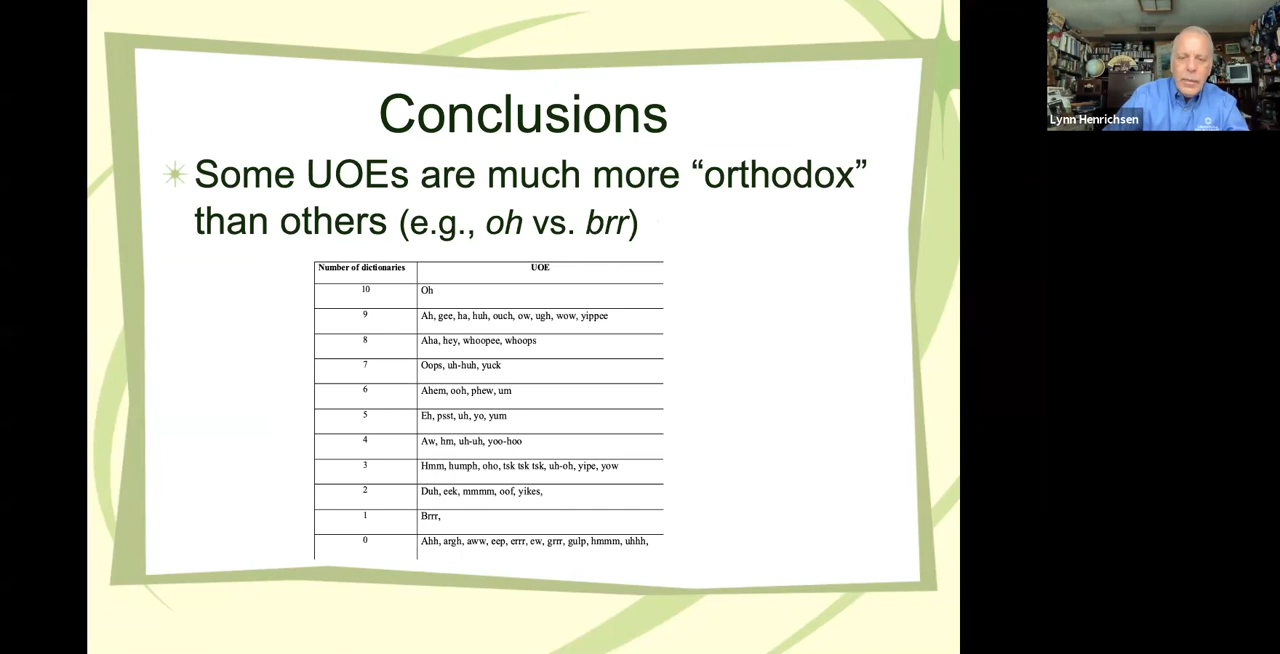 Conclusions
Some UOEs are much more “orthodox”
than others (e.g., oh vs. brr)
Number of dictionaries UOE
10 Oh
9 Ah, gee, ha, huh, ouch, ow, ugh, wow, yippee
8 Aha, hey, whoopee, whoops
7 Oops, uh-huh, yuck
6 Ahem, ooh, phew, um
5 Eh, psst, uh, yo, yum
4 Aw, hm, uh-uh, yoo-hoo
3 Hmm, humph, oho, tsk tsk tsk, uh-oh, yipe, yow
2 Duh, eek, mmmm, oof, yikes,
1 Brrr,
0 Ahh, argh, aww, eep, errr, ew, grrr, gulp, hmmm, uhhh,
Lynn Henrichsen